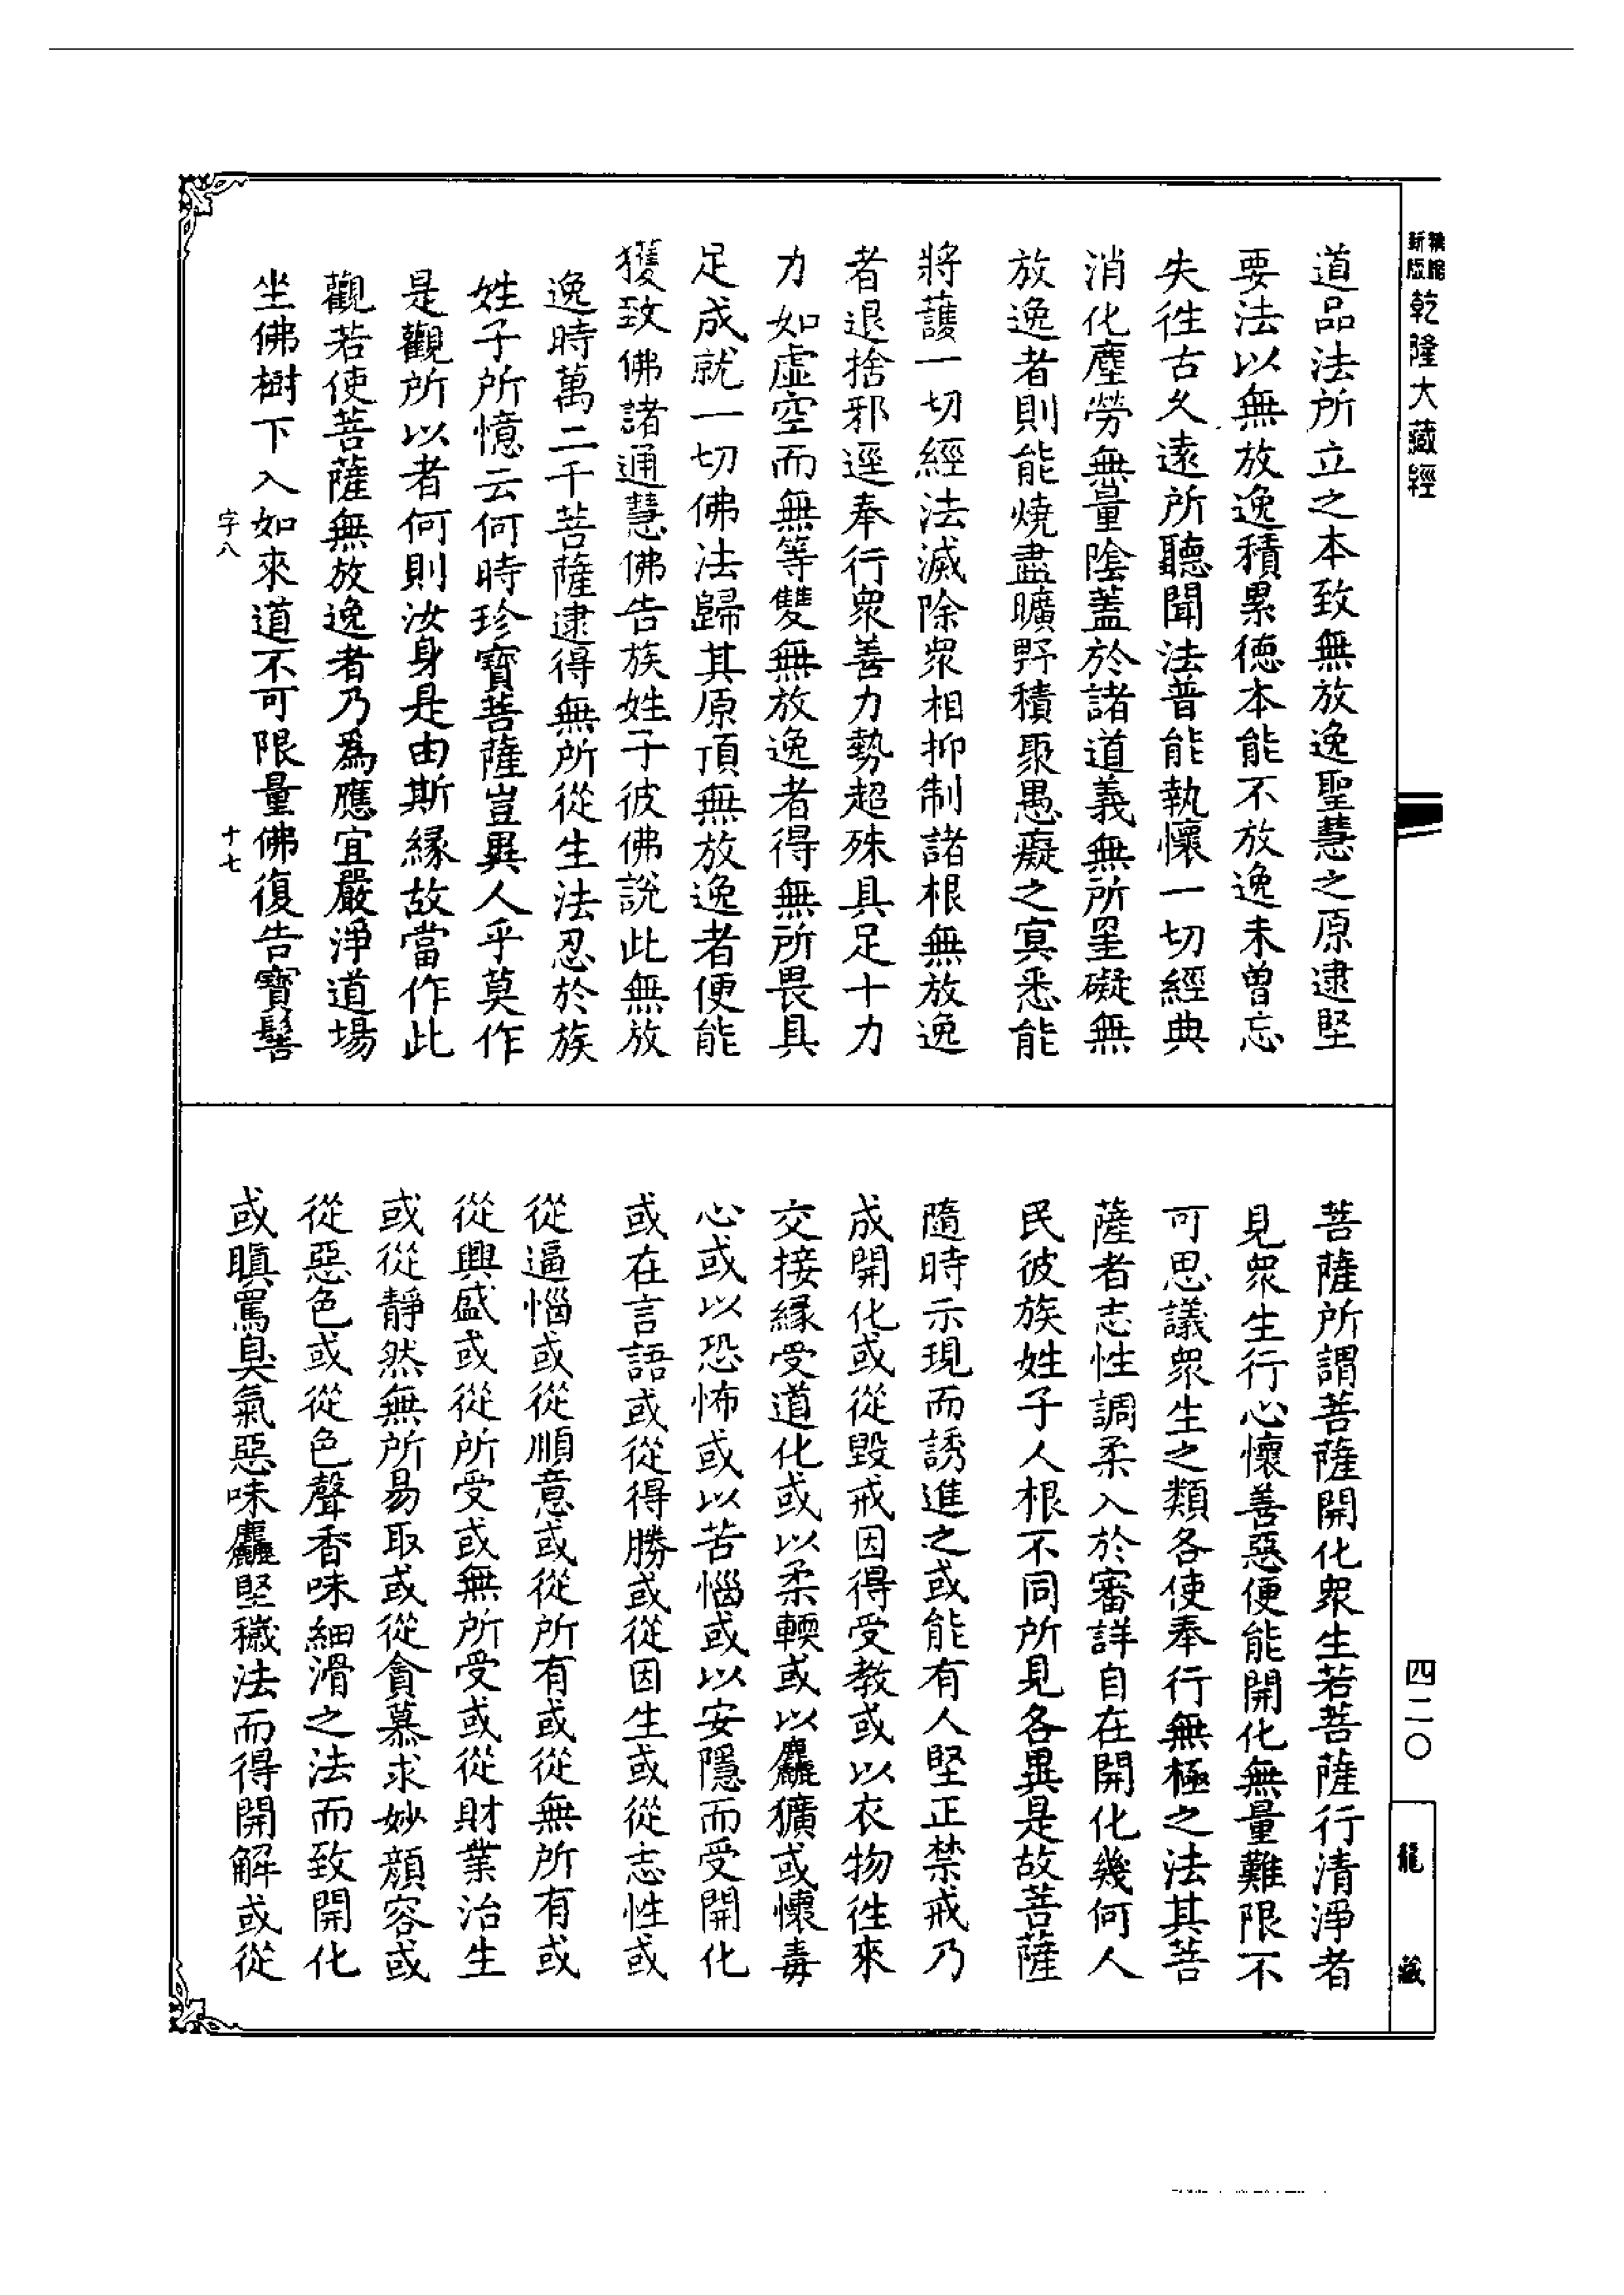 乾隆大藏經
道品法所立之本致無放逸聖慧之原逮堅
要法以無放逸積累德本能不放逸未曾忘
失往古久遠所聽聞法普能執懷一切經典
消化塵勞無量陰蓋於諸道義無所罣礙無
放逸者則能燒盡曠野積聚愚癡之冥悉能
將護一切經法滅除衆相抑制諸根無放逸
者退捨邪逕奉行衆善力勢超殊具足十力
力如虛空而無等雙無放逸者得無所畏具
足成就一切佛法歸其原頂無放逸者便能
獲致佛諸通慧佛告族姓子彼佛說此無放
逸時萬二千菩薩逮得無所從生法忍於族
姓子所憶云何時珍寶菩薩豈異人乎莫作
是觀所以者何則汝身是由斯緣故當作此
觀若使菩薩無放逸者乃爲應宜嚴淨道場
坐佛樹下入如來道不可限量佛復告寶髻
字八
十七
菩薩所謂菩薩開化衆生若菩薩行清淨者
見衆生行心懷善惡便能開化無量難限不
可思議衆生之類各使奉行無極之法其菩
薩者志性調柔入於審詳自在開化幾何人
民彼族姓子人根不同所見各異是故菩薩
隨時示現而誘進之或能有人堅正禁戒乃
成開化或從毀戒因得受教或以衣物往來
交接緣受道化或以柔輭或以麤獷或懷毒
心或以恐怖或以苦惱或以安隱而受開化
或在言語或從得勝或從因生或從志性或
從逼惱或從順意或從所有或從無所有或
從興盛或從所受或無所受或從財業治生
或從靜然無所易取或從貪慕求妙顏容或
從惡色或從色聲香味細滑之法而致開化
或瞋罵臭氣惡味麤堅穢法而得開解或從
四二〇
龍藏